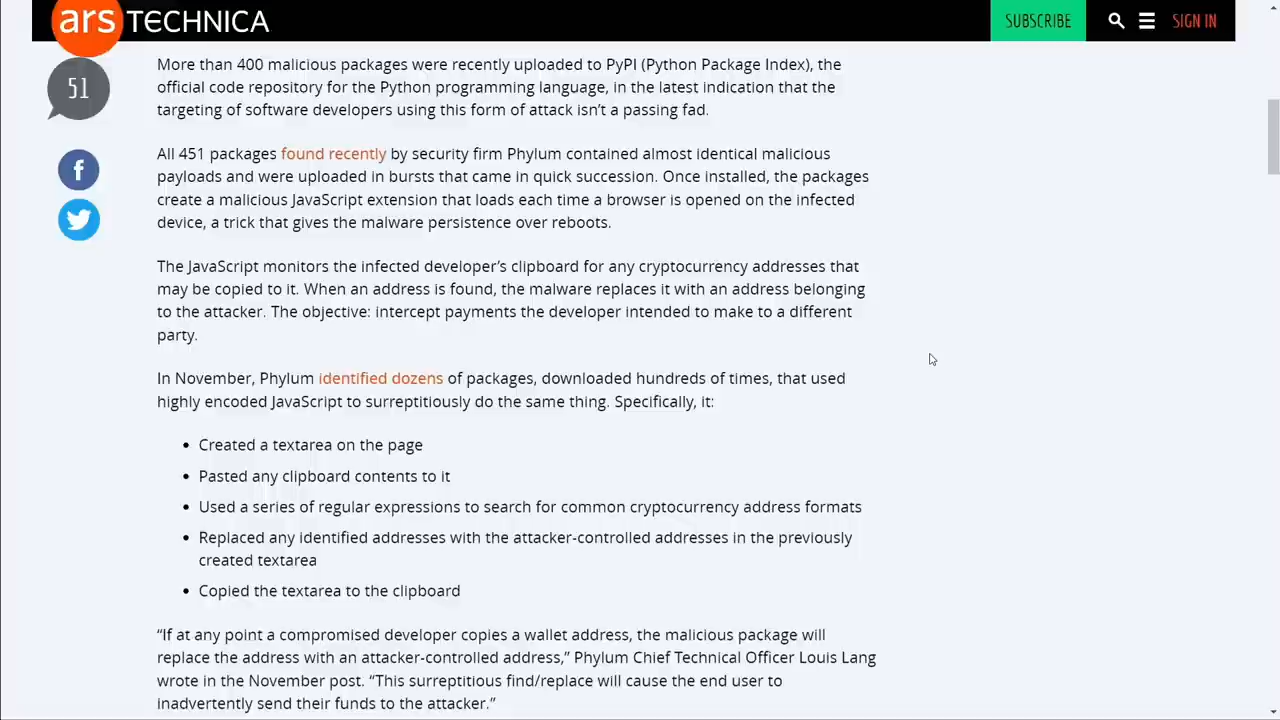 ars TECHNICA
SUBSCRIBE
SIGN IN
51
More than 400 malicious packages were recently uploaded to PyPI (Python Package Index), the
official code repository for the Python programming language, in the latest indication that the
targeting of software developers using this form of attack isn’t a passing fad.
All 451 packages found recently by security firm Phylum contained almost identical malicious
payloads and were uploaded in bursts that came in quick succession. Once installed, the packages
create a malicious JavaScript extension that loads each time a browser is opened on the infected
device, a trick that gives the malware persistence over reboots.
The JavaScript monitors the infected developer’s clipboard for any cryptocurrency addresses that
may be copied to it. When an address is found, the malware replaces it with an address belonging
to the attacker. The objective: intercept payments the developer intended to make to a different
party.
In November, Phylum identified dozens of packages, downloaded hundreds of times, that used
highly encoded JavaScript to surreptitiously do the same thing. Specifically, it:
• Created a textarea on the page
• Pasted any clipboard contents to it
• Used a series of regular expressions to search for common cryptocurrency address formats
• Replaced any identified addresses with the attacker-controlled addresses in the previously
created textarea
• Copied the textarea to the clipboard
“If at any point a compromised developer copies a wallet address, the malicious package will
replace the address with an attacker-controlled address,” Phylum Chief Technical Officer Louis Lang
wrote in the November post. “This surreptitious find/replace will cause the end user to
inadvertently send their funds to the attacker.”